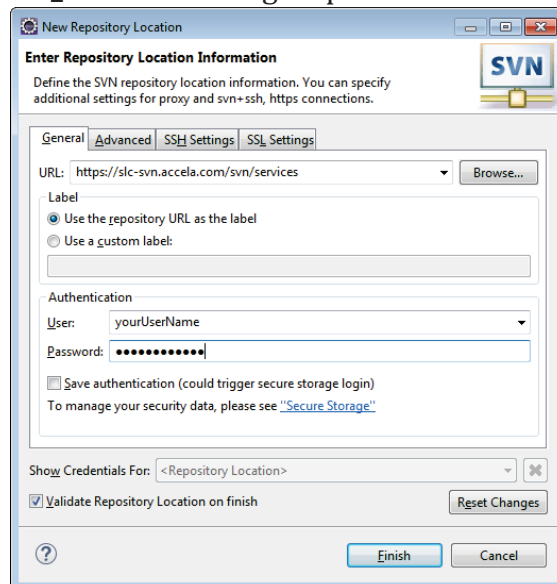 New Repository Location
Enter Repository Location Information
Define the SVN repository location information. You can specify
additional settings for proxy and svn+ssh, https connections.
SVN
General Advanced SSH Settings SSL Settings
URL: https://slc-svn.accela.com/svn/services Browse...
Label
Use the repository URL as the label
Use a custom label:
Authentication
User: yourUserName
Password: ●●●●●●●●●●●●
Save authentication (could trigger secure storage login)
To manage your security data, please see "Secure Storage"
Show Credentials For: <Repository Location>
Validate Repository Location on finish Reset Changes
Finish Cancel